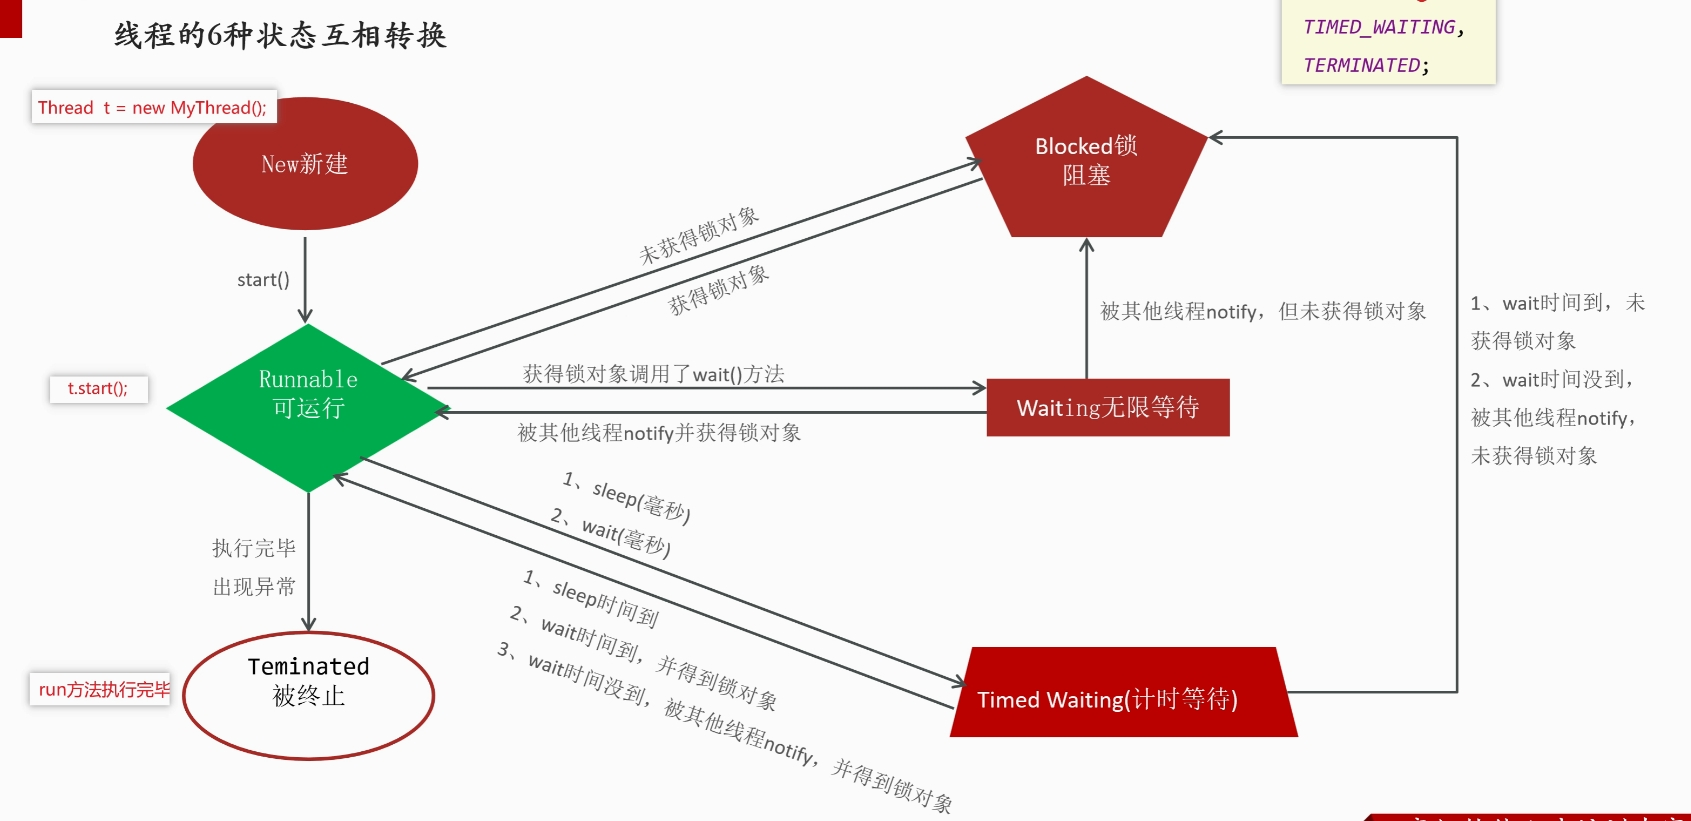 线程的6种状态互相转换
TIMED_WAITING,
TERMINATED;
Thread t = new MyThread();
New新建
start()
t.start();
Runnable
可运行
未获得锁对象
获得锁对象
Blocked锁
阻塞
获得锁对象调用了wait()方法
被其他线程notify并获得锁对象
Waiting无限等待
被其他线程notify，但未获得锁对象
1、wait时间到，未
获得锁对象
2、wait时间没到，
被其他线程notify，
未获得锁对象
1、sleep(毫秒)
2、wait(毫秒)
1、sleep时间到
2、wait时间到，并得到锁对象
3、wait时间没到，被其他线程notify，并得到锁对象
执行完毕
出现异常
Teminated
被终止
run方法执行完毕
Timed Waiting(计时等待)